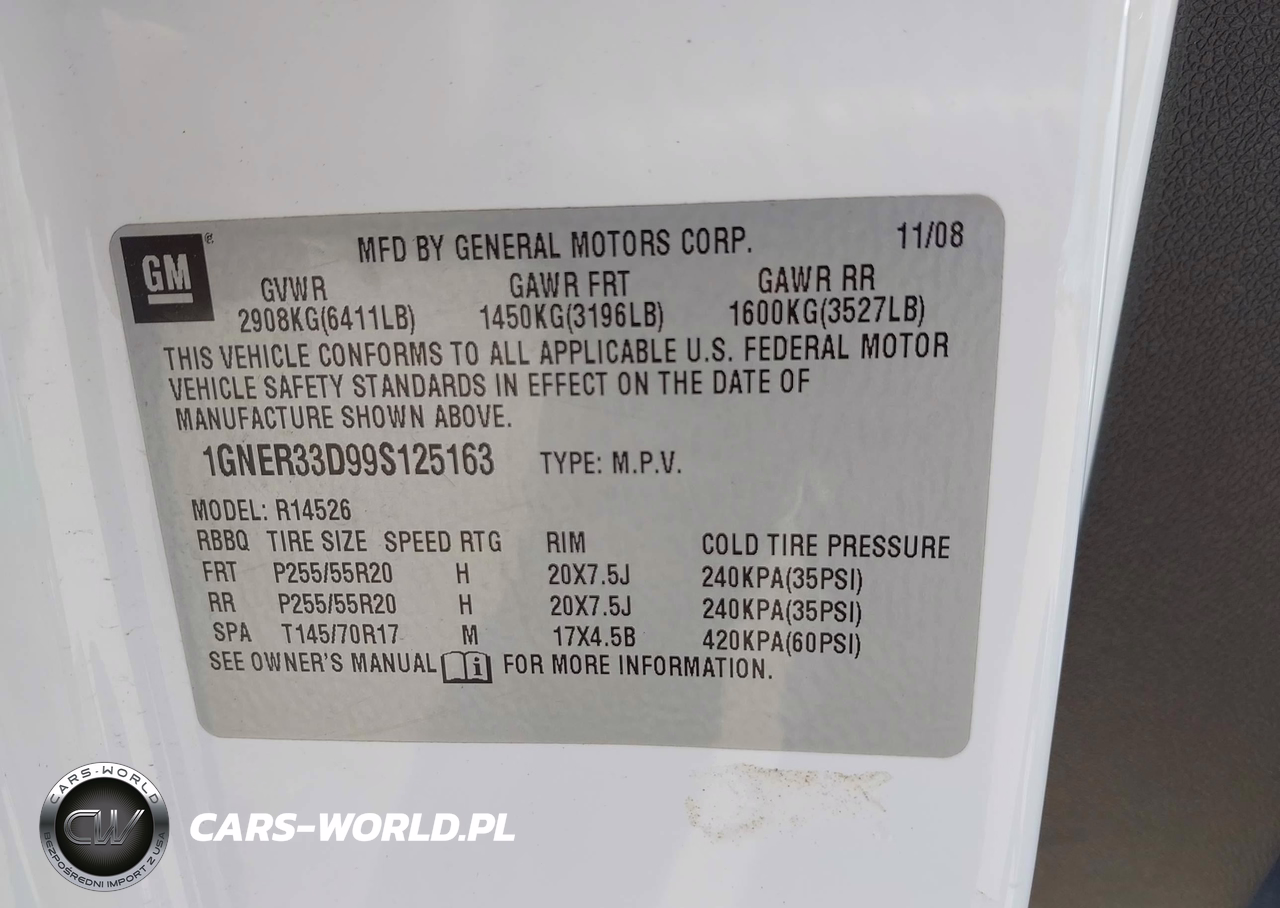 GM
MFD BY GENERAL MOTORS CORP. 11/08
GVWR GAWR FRT GAWR RR
2908KG(6411LB) 1450KG(3196LB) 1600KG(3527LB)
THIS VEHICLE CONFORMS TO ALL APPLICABLE U.S. FEDERAL MOTOR
VEHICLE SAFETY STANDARDS IN EFFECT ON THE DATE OF
MANUFACTURE SHOWN ABOVE.
1GNER33D99S125163 TYPE: M.P.V.
MODEL: R14526
RBBQ TIRE SIZE SPEED RTG RIM COLD TIRE PRESSURE
FRT P255/55R20 H 20X7.5J 240KPA(35PSI)
RR P255/55R20 H 20X7.5J 240KPA(35PSI)
SPA T145/70R17 M 17X4.5B 420KPA(60PSI)
SEE OWNER'S MANUAL i FOR MORE INFORMATION.
CARS-WORLD
CW
BEZPOŚREDNI IMPORT Z USA
CARS-WORLD.PL